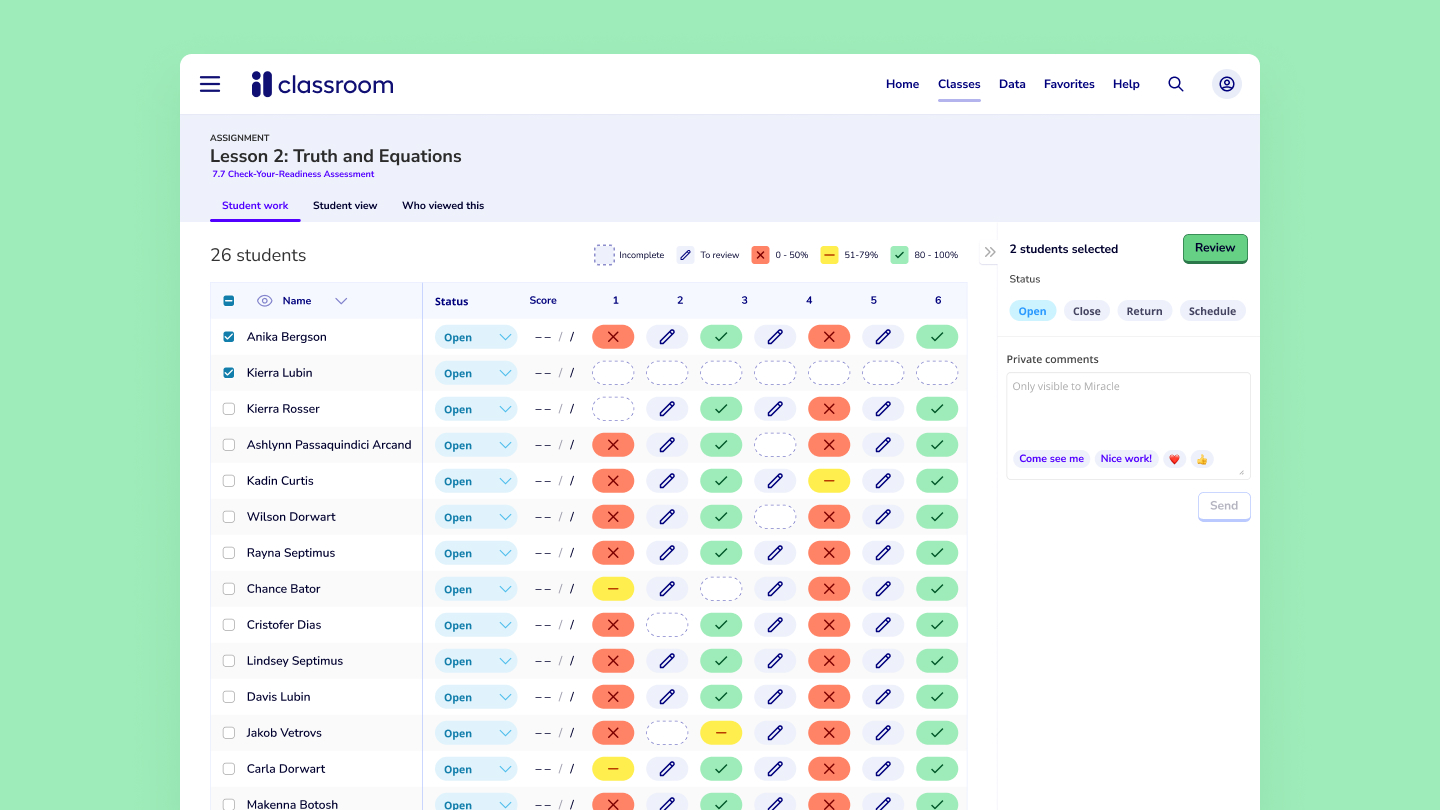 classroom
Home Classes Data Favorites Help
ASSIGNMENT
Lesson 2: Truth and Equations
7.7 Check-Your-Readiness Assessment
Student work Student view Who viewed this
26 students
Incomplete To review 0 - 50% 51-79% 80 - 100%
Name Status Score 1 2 3 4 5 6
Anika Bergson Open -- / /
Kierra Lubin Open -- / /
Kierra Rosser Open -- / /
Ashlynn Passaquindici Arcand Open -- / /
Kadin Curtis Open -- / /
Wilson Dorwart Open -- / /
Rayna Septimus Open -- / /
Chance Bator Open -- / /
Cristofer Dias Open -- / /
Lindsey Septimus Open -- / /
Davis Lubin Open -- / /
Jakob Vetrovs Open -- / /
Carla Dorwart Open -- / /
Makenna Botosh Open -- / /
2 students selected Review
Status
Open Close Return Schedule
Private comments
Only visible to Miracle
Come see me Nice work! ❤️ 👍
Send